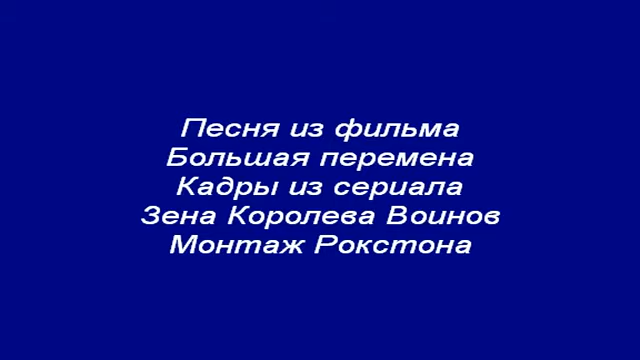 Песня из фильма
Большая перемена
Кадры из сериала
Зена Королева Воинов
Монтаж Рокстона